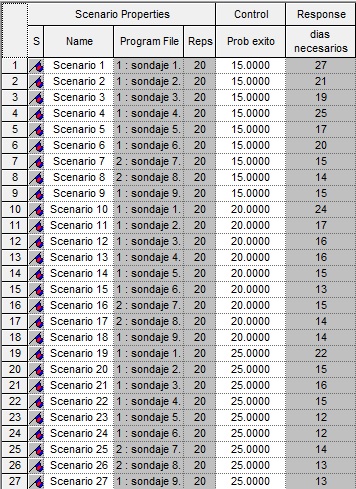 Scenario Properties Control Response
S Name Program File Reps Prob exito dias necesarios
1 Scenario 1 1 : sondaje 1. 20 15.0000 27
2 Scenario 2 1 : sondaje 2. 20 15.0000 21
3 Scenario 3 1 : sondaje 3. 20 15.0000 19
4 Scenario 4 1 : sondaje 4. 20 15.0000 25
5 Scenario 5 1 : sondaje 5. 20 15.0000 17
6 Scenario 6 1 : sondaje 6. 20 15.0000 20
7 Scenario 7 2 : sondaje 7. 20 15.0000 15
8 Scenario 8 2 : sondaje 8. 20 15.0000 14
9 Scenario 9 1 : sondaje 9. 20 15.0000 15
10 Scenario 10 1 : sondaje 1. 20 20.0000 24
11 Scenario 11 1 : sondaje 2. 20 20.0000 17
12 Scenario 12 1 : sondaje 3. 20 20.0000 16
13 Scenario 13 1 : sondaje 4. 20 20.0000 16
14 Scenario 14 1 : sondaje 5. 20 20.0000 15
15 Scenario 15 1 : sondaje 6. 20 20.0000 13
16 Scenario 16 2 : sondaje 7. 20 20.0000 15
17 Scenario 17 2 : sondaje 8. 20 20.0000 14
18 Scenario 18 1 : sondaje 9. 20 20.0000 14
19 Scenario 19 1 : sondaje 1. 20 25.0000 22
20 Scenario 20 1 : sondaje 2. 20 25.0000 15
21 Scenario 21 1 : sondaje 3. 20 25.0000 16
22 Scenario 22 1 : sondaje 4. 20 25.0000 15
23 Scenario 23 1 : sondaje 5. 20 25.0000 12
24 Scenario 24 1 : sondaje 6. 20 25.0000 12
25 Scenario 25 2 : sondaje 7. 20 25.0000 14
26 Scenario 26 2 : sondaje 8. 20 25.0000 13
27 Scenario 27 1 : sondaje 9. 20 25.0000 13